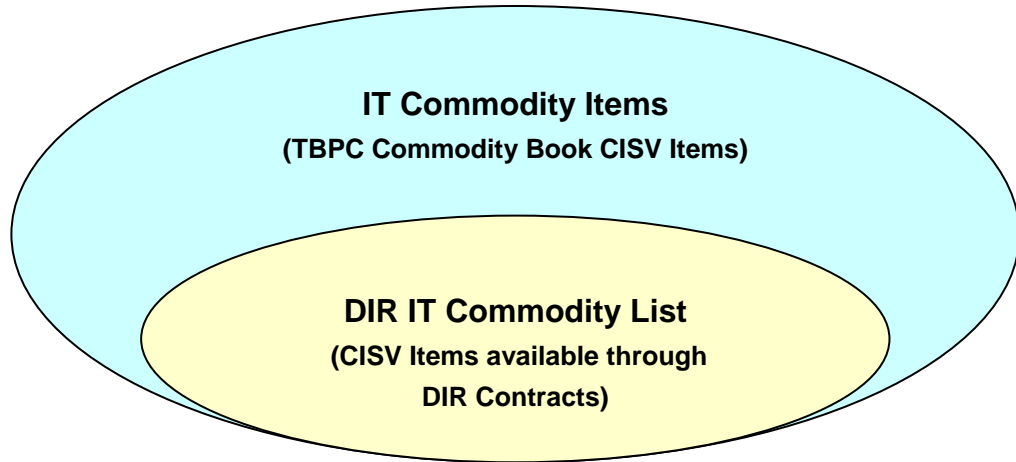 IT Commodity Items
(TBPC Commodity Book CISV Items)
DIR IT Commodity List
(CISV Items available through
DIR Contracts)